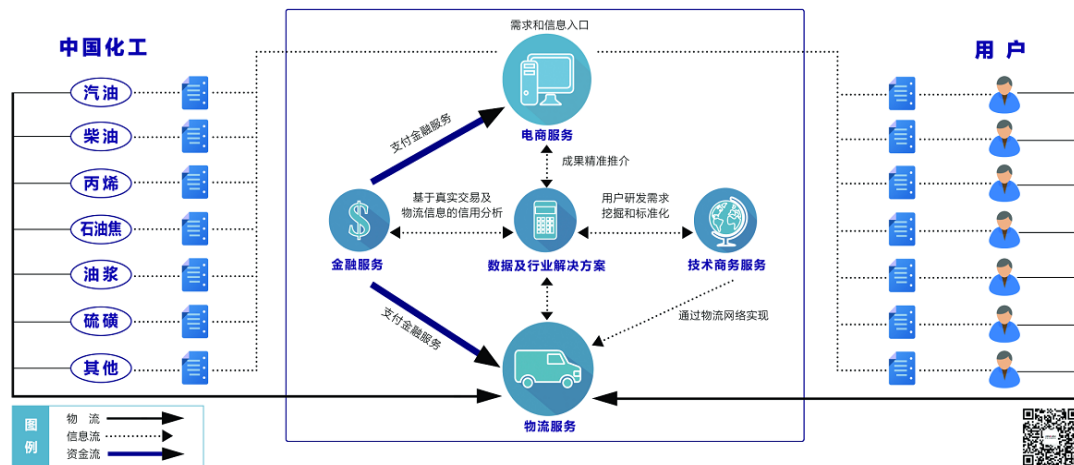 需求和信息入口
中国化工
用户
汽油
柴油
丙烯
石油焦
油浆
硫磺
其他
电商服务
支付金融服务
成果精准推介
基于真实交易及
物流信息的信用分析
用户研发需求
挖掘和标准化
金融服务
数据及行业解决方案
技术商务服务
支付金融服务
通过物流网络实现
物流服务
图例
物 流
信息流
资金流